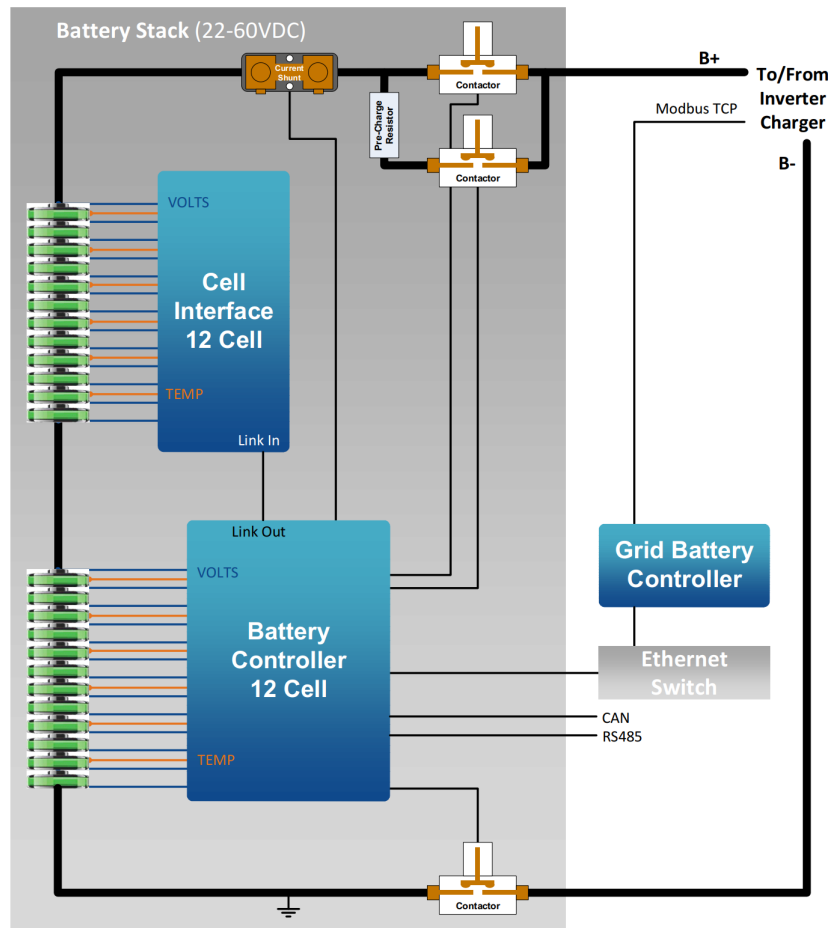 Battery Stack (22-60VDC)
Current
Shunt
Contactor
B+
To/From
Inverter
Charger
Modbus TCP
Pre-Charge
Resistor
Contactor
B-
VOLTS
Cell
Interface
12 Cell
TEMP
Link In
Link Out
VOLTS
Grid Battery
Controller
Battery
Controller
12 Cell
Ethernet
Switch
CAN
RS485
TEMP
Contactor